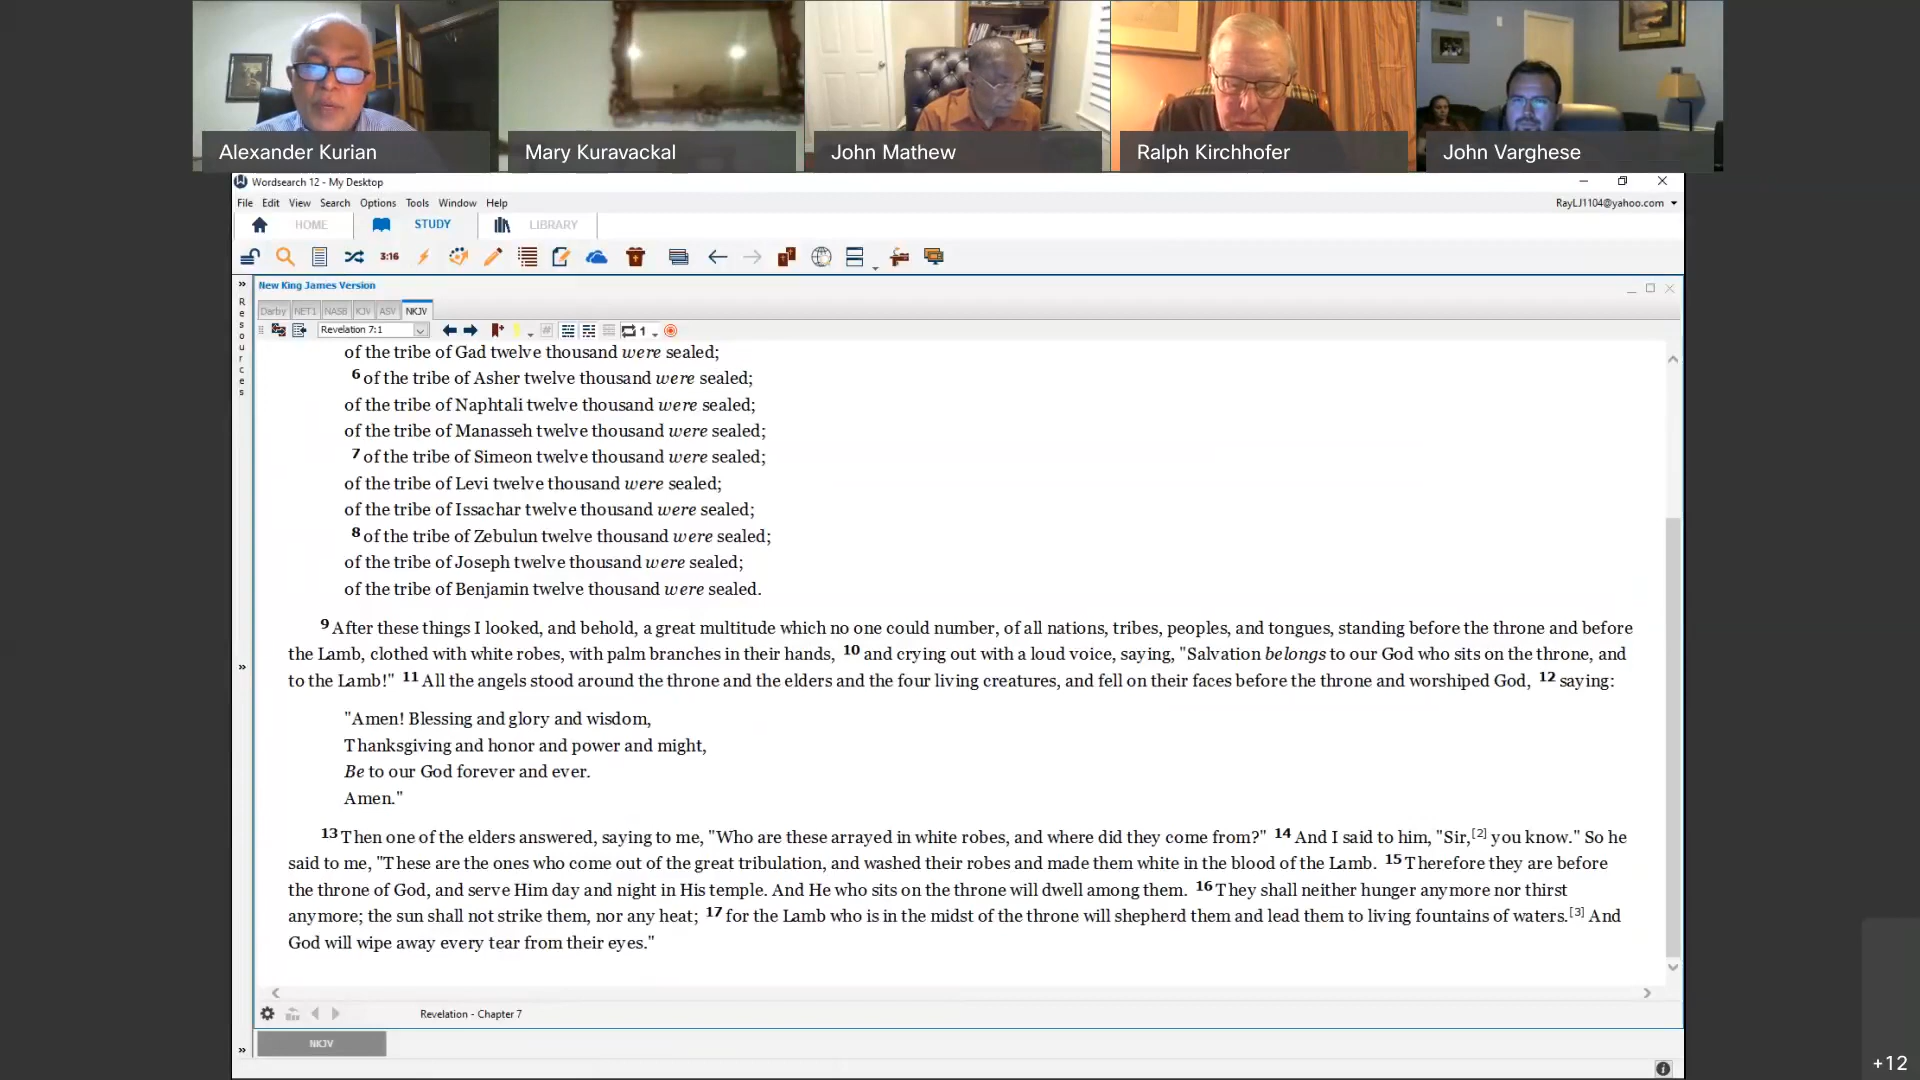 Alexander Kurian
Mary Kuravackal
John Mathew
Ralph Kirchhofer
John Varghese
Wordsearch 12 - My Desktop
File Edit View Search Options Tools Window Help
RayLJ1104@yahoo.com
HOME
STUDY
LIBRARY
3:16
New King James Version
Resources
Darby NET1 NASB KJV ASV NKJV
Revelation 7:1
1
of the tribe of Gad twelve thousand were sealed;
6 of the tribe of Asher twelve thousand were sealed;
of the tribe of Naphtali twelve thousand were sealed;
of the tribe of Manasseh twelve thousand were sealed;
7 of the tribe of Simeon twelve thousand were sealed;
of the tribe of Levi twelve thousand were sealed;
of the tribe of Issachar twelve thousand were sealed;
8 of the tribe of Zebulun twelve thousand were sealed;
of the tribe of Joseph twelve thousand were sealed;
of the tribe of Benjamin twelve thousand were sealed.
9 After these things I looked, and behold, a great multitude which no one could number, of all nations, tribes, peoples, and tongues, standing before the throne and before
the Lamb, clothed with white robes, with palm branches in their hands, 10 and crying out with a loud voice, saying, "Salvation belongs to our God who sits on the throne, and
to the Lamb!" 11 All the angels stood around the throne and the elders and the four living creatures, and fell on their faces before the throne and worshiped God, 12 saying:
"Amen! Blessing and glory and wisdom,
Thanksgiving and honor and power and might,
Be to our God forever and ever.
Amen."
13 Then one of the elders answered, saying to me, "Who are these arrayed in white robes, and where did they come from?" 14 And I said to him, "Sir,[2] you know." So he
said to me, "These are the ones who come out of the great tribulation, and washed their robes and made them white in the blood of the Lamb. 15 Therefore they are before
the throne of God, and serve Him day and night in His temple. And He who sits on the throne will dwell among them. 16 They shall neither hunger anymore nor thirst
anymore; the sun shall not strike them, nor any heat; 17 for the Lamb who is in the midst of the throne will shepherd them and lead them to living fountains of waters.[3] And
God will wipe away every tear from their eyes."
Revelation - Chapter 7
NKJV
+12